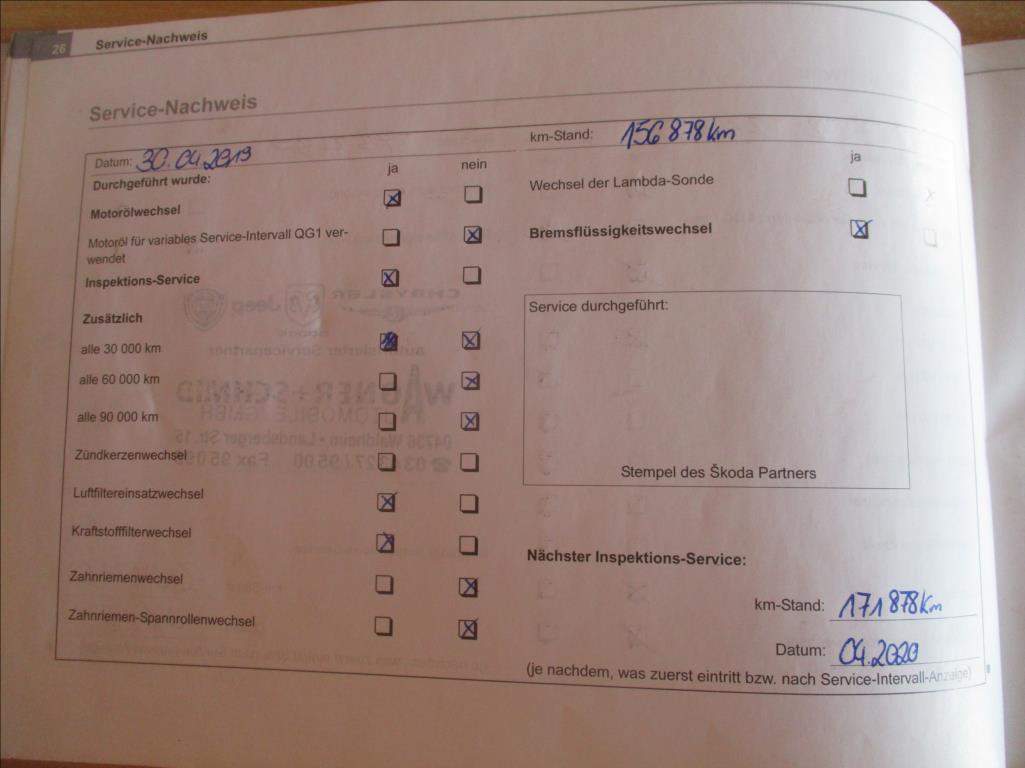 26 Service-Nachweis
Service-Nachweis
Datum: 30.04.2019
km-Stand: 156 878 km
Durchgeführt wurde:
ja nein
ja
Motorölwechsel
Wechsel der Lambda-Sonde
Motoröl für variables Service-Intervall QG1 ver-
wendet
Bremsflüssigkeitswechsel
Inspektions-Service
Zusätzlich
alle 30 000 km
alle 60 000 km
alle 90 000 km
Zündkerzenwechsel
Luftfiltereinsatzwechsel
Kraftstofffilterwechsel
Zahnriemenwechsel
Zahnriemen-Spannrollenwechsel
Service durchgeführt:
Stempel des Škoda Partners
Nächster Inspektions-Service:
km-Stand: 171 878 km
Datum: 04.2020
(je nachdem, was zuerst eintritt bzw. nach Service-Intervall-Anzeige)